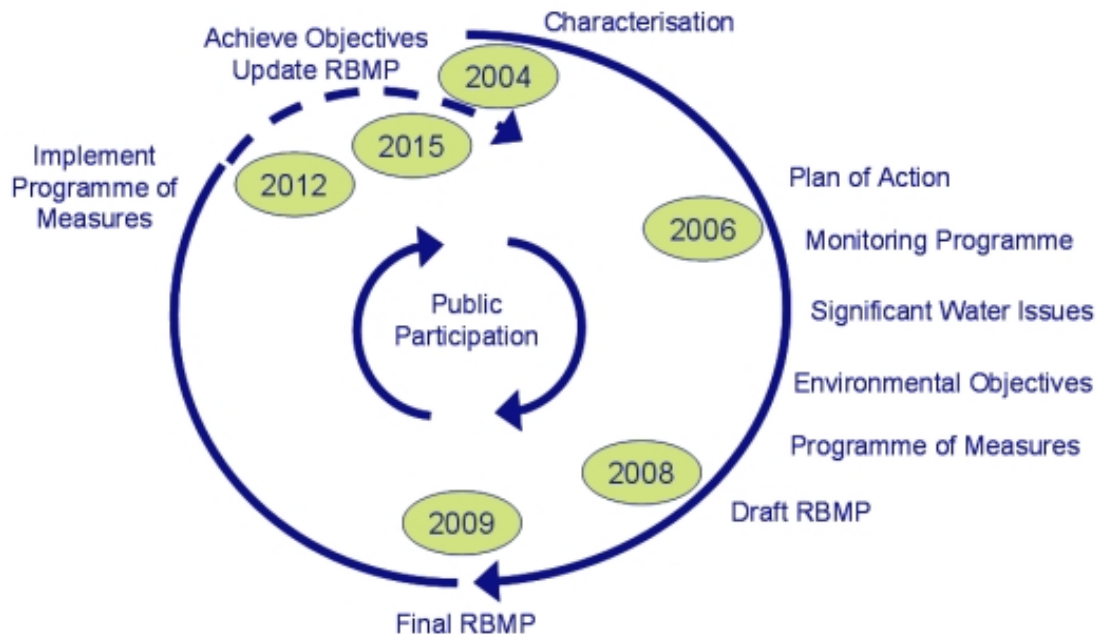 Characterisation
Achieve Objectives
Update RBMP
2004
2015
2012
Implement
Programme of
Measures
Plan of Action
2006
Monitoring Programme
Significant Water Issues
Public
Participation
Environmental Objectives
Programme of Measures
2008
Draft RBMP
2009
Final RBMP